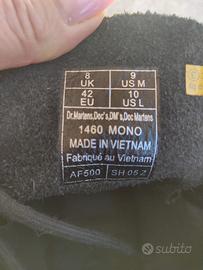 8 UK
9 US M
42 EU
10 US L
Dr.Martens,Doc's,DM's,Doc Martens
1460 MONO
MADE IN VIETNAM
Fabriqué au Vietnam
AF500
SH 05 Z
subito